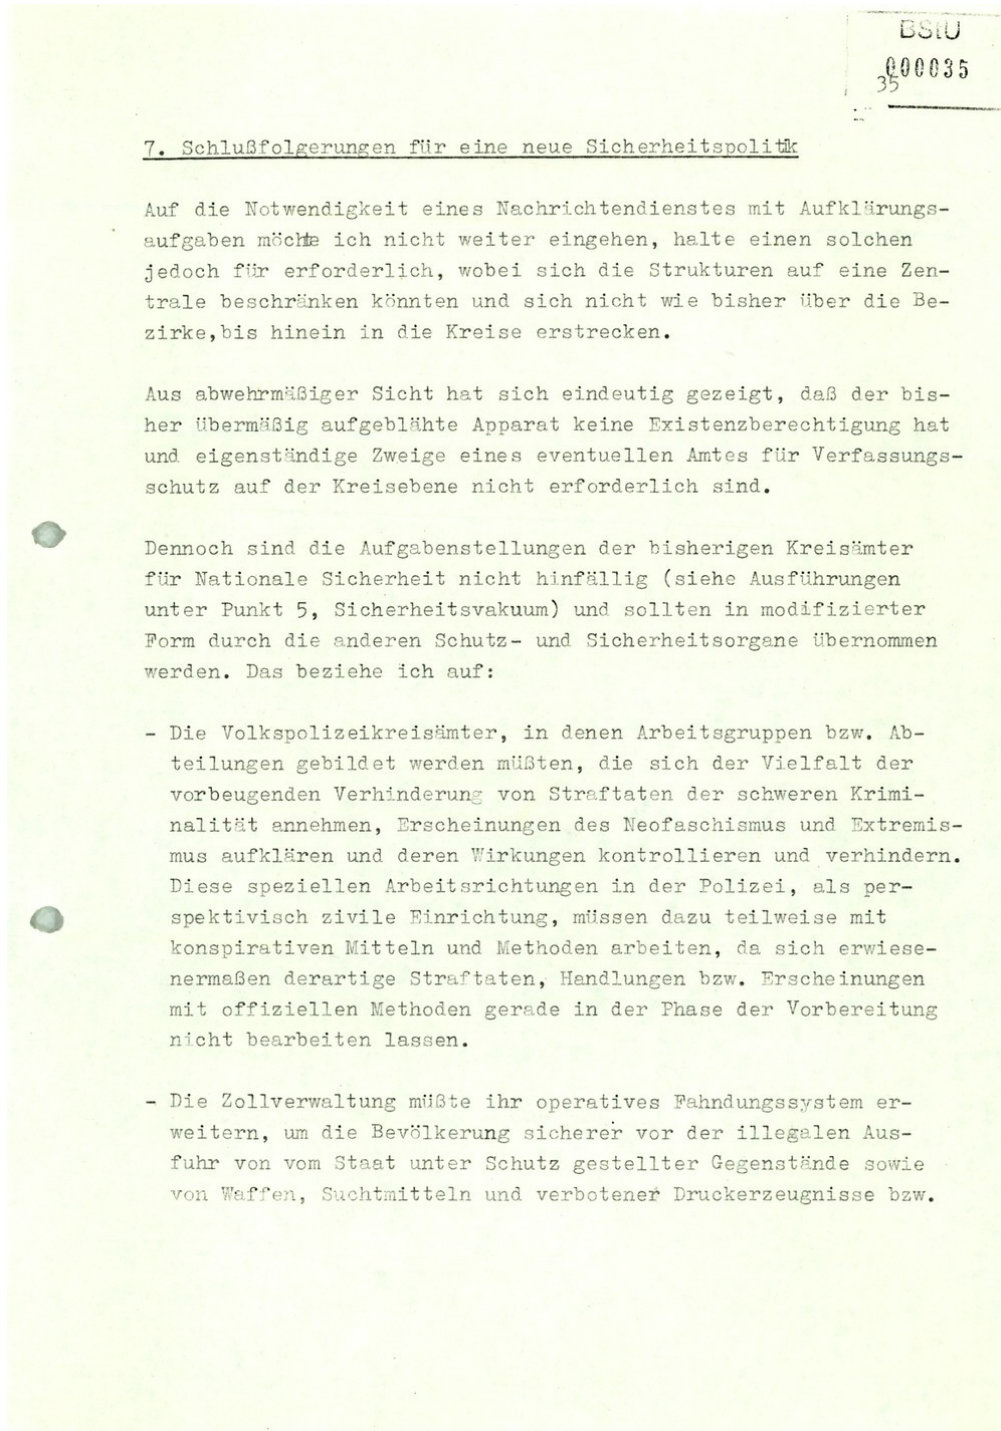 BStU
000035
35
7. Schlußfolgerungen für eine neue Sicherheitspolitik
Auf die Notwendigkeit eines Nachrichtendienstes mit Aufklärungs-
aufgaben möchte ich nicht weiter eingehen, halte einen solchen
jedoch für erforderlich, wobei sich die Strukturen auf eine Zen-
trale beschränken könnten und sich nicht wie bisher über die Be-
zirke,bis hinein in die Kreise erstrecken.
Aus abwehrmäßiger Sicht hat sich eindeutig gezeigt, daß der bis-
her übermäßig aufgeblähte Apparat keine Existenzberechtigung hat
und eigenständige Zweige eines eventuellen Amtes für Verfassungs-
schutz auf der Kreisebene nicht erforderlich sind.
Dennoch sind die Aufgabenstellungen der bisherigen Kreisämter
für Nationale Sicherheit nicht hinfällig (siehe Ausführungen
unter Punkt 5, Sicherheitsvakuum) und sollten in modifizierter
Form durch die anderen Schutz- und Sicherheitsorgane übernommen
werden. Das beziehe ich auf:
- Die Volkspolizeikreisämter, in denen Arbeitsgruppen bzw. Ab-
teilungen gebildet werden müßten, die sich der Vielfalt der
vorbeugenden Verhinderung von Straftaten der schweren Krimi-
nalität annehmen, Erscheinungen des Neofaschismus und Extremis-
mus aufklären und deren Wirkungen kontrollieren und verhindern.
Diese speziellen Arbeitsrichtungen in der Polizei, als per-
spektivisch zivile Einrichtung, müssen dazu teilweise mit
konspirativen Mitteln und Methoden arbeiten, da sich erwiese-
nermaßen derartige Straftaten, Handlungen bzw. Erscheinungen
mit offiziellen Methoden gerade in der Phase der Vorbereitung
nicht bearbeiten lassen.
- Die Zollverwaltung müßte ihr operatives Fahndungssystem er-
weitern, um die Bevölkerung sicherer vor der illegalen Aus-
fuhr von vom Staat unter Schutz gestellter Gegenstände sowie
von Waffen, Suchtmitteln und verbotener Druckerzeugnisse bzw.